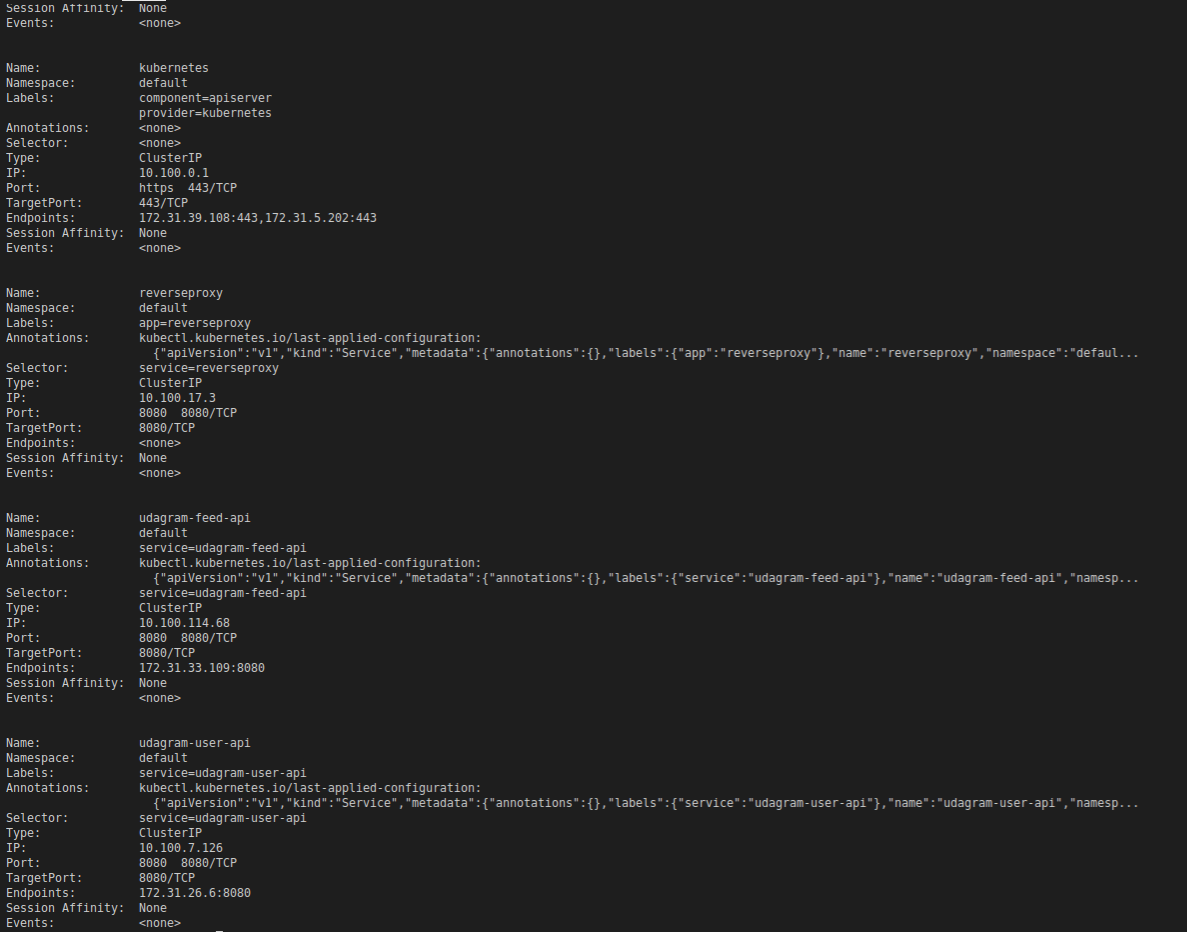 Session Affinity:  None
Events:            <none>
Name:              kubernetes
Namespace:         default
Labels:            component=apiserver
                   provider=kubernetes
Annotations:       <none>
Selector:          <none>
Type:              ClusterIP
IP:                10.100.0.1
Port:              https  443/TCP
TargetPort:        443/TCP
Endpoints:         172.31.39.108:443,172.31.5.202:443
Session Affinity:  None
Events:            <none>
Name:              reverseproxy
Namespace:         default
Labels:            app=reverseproxy
Annotations:       kubectl.kubernetes.io/last-applied-configuration:
                     {"apiVersion":"v1","kind":"Service","metadata":{"annotations":{},"labels":{"app":"reverseproxy"},"name":"reverseproxy","namespace":"defaul...
Selector:          service=reverseproxy
Type:              ClusterIP
IP:                10.100.17.3
Port:              8080  8080/TCP
TargetPort:        8080/TCP
Endpoints:         <none>
Session Affinity:  None
Events:            <none>
Name:              udagram-feed-api
Namespace:         default
Labels:            service=udagram-feed-api
Annotations:       kubectl.kubernetes.io/last-applied-configuration:
                     {"apiVersion":"v1","kind":"Service","metadata":{"annotations":{},"labels":{"service":"udagram-feed-api"},"name":"udagram-feed-api","namesp...
Selector:          service=udagram-feed-api
Type:              ClusterIP
IP:                10.100.114.68
Port:              8080  8080/TCP
TargetPort:        8080/TCP
Endpoints:         172.31.33.109:8080
Session Affinity:  None
Events:            <none>
Name:              udagram-user-api
Namespace:         default
Labels:            service=udagram-user-api
Annotations:       kubectl.kubernetes.io/last-applied-configuration:
                     {"apiVersion":"v1","kind":"Service","metadata":{"annotations":{},"labels":{"service":"udagram-user-api"},"name":"udagram-user-api","namesp...
Selector:          service=udagram-user-api
Type:              ClusterIP
IP:                10.100.7.126
Port:              8080  8080/TCP
TargetPort:        8080/TCP
Endpoints:         172.31.26.6:8080
Session Affinity:  None
Events:            <none>